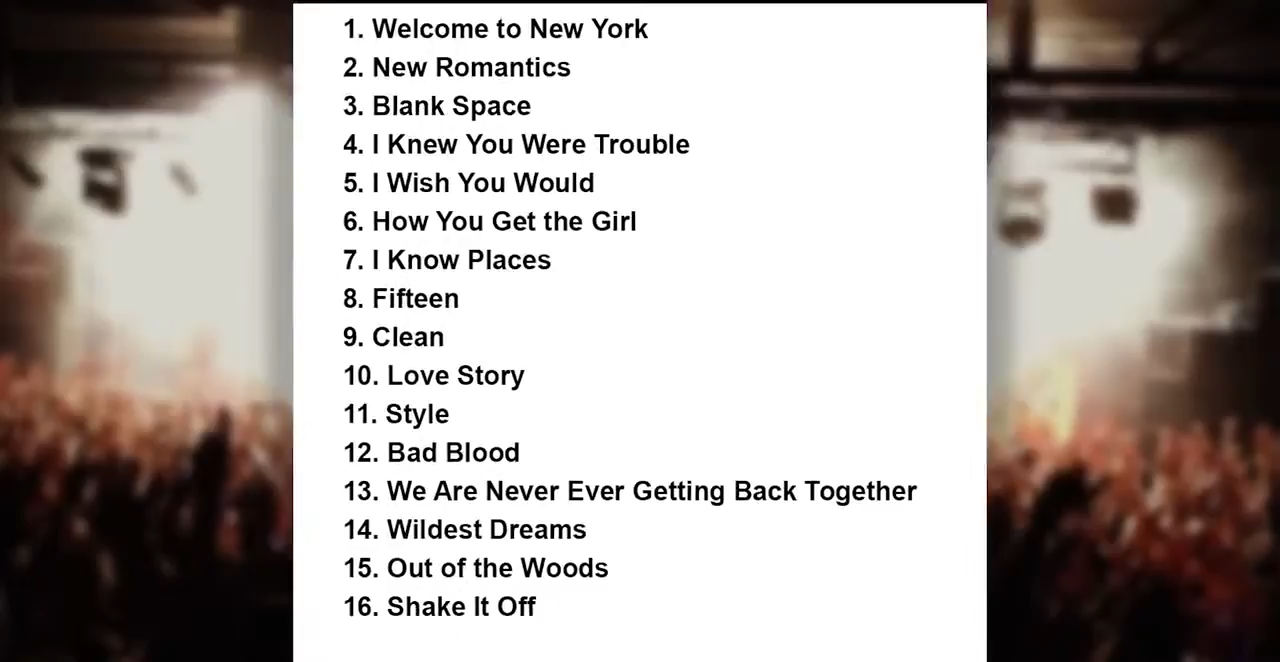 1. Welcome to New York
2. New Romantics
3. Blank Space
4. I Knew You Were Trouble
5. I Wish You Would
6. How You Get the Girl
7. I Know Places
8. Fifteen
9. Clean
10. Love Story
11. Style
12. Bad Blood
13. We Are Never Ever Getting Back Together
14. Wildest Dreams
15. Out of the Woods
16. Shake It Off